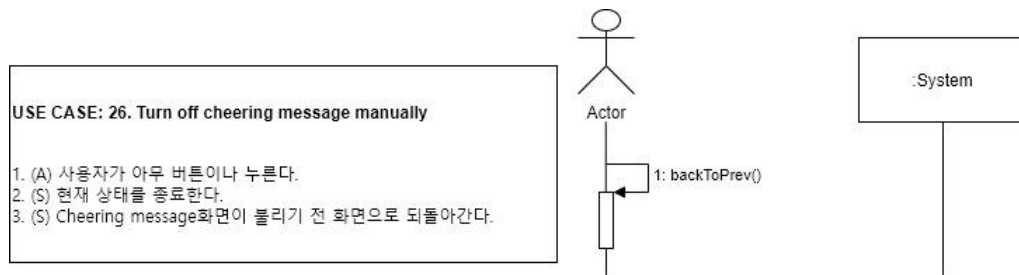 USE CASE: 26. Turn off cheering message manually
1. (A) 사용자가 아무 버튼이나 누른다.
2. (S) 현재 상태를 종료한다.
3. (S) Cheering message화면이 불리기 전 화면으로 되돌아간다.
Actor
:System
1: backToPrev()